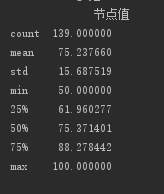 节点值
count 139.000000
mean 75.237660
std 15.687519
min 50.000000
25% 61.960277
50% 75.371401
75% 88.278442
max 100.000000